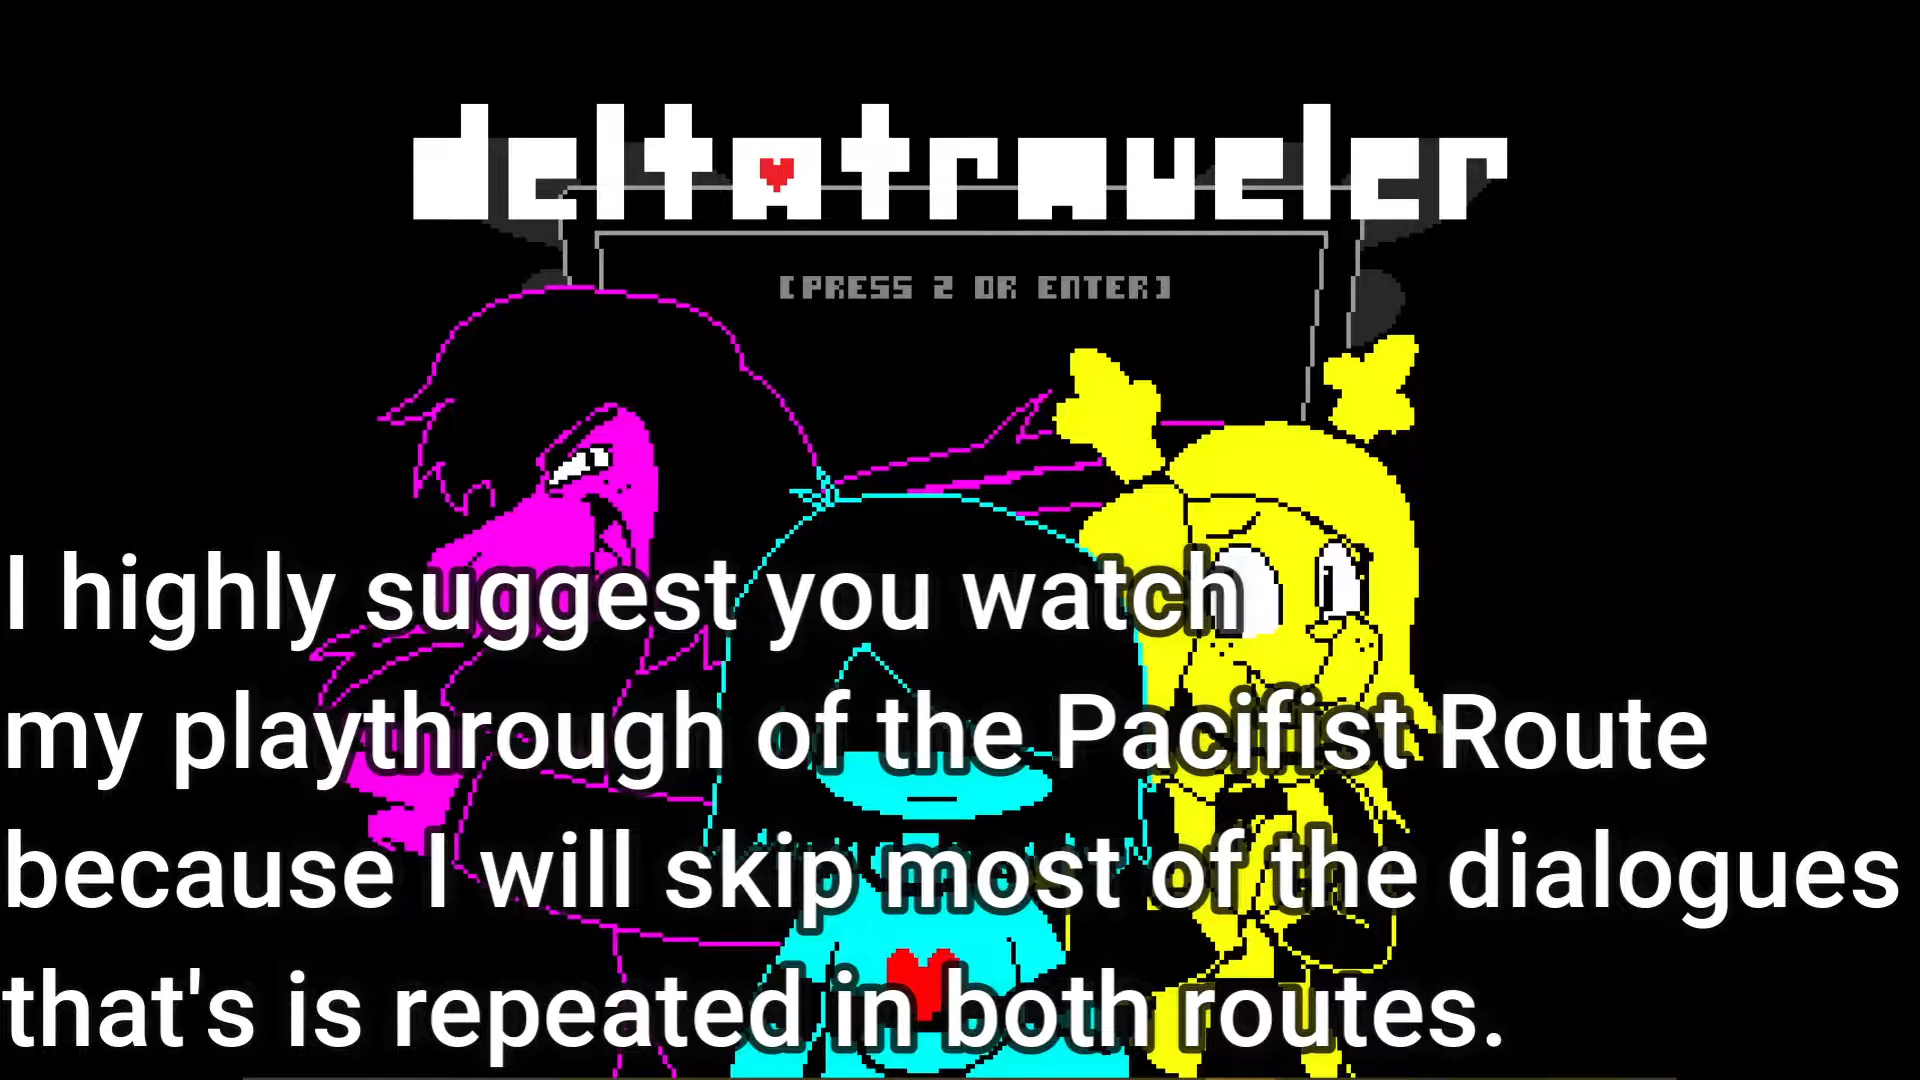 deltatraveler
[PRESS Z OR ENTER]
I highly suggest you watch
my playthrough of the Pacifist Route
because I will skip most of the dialogues
that's is repeated in both routes.